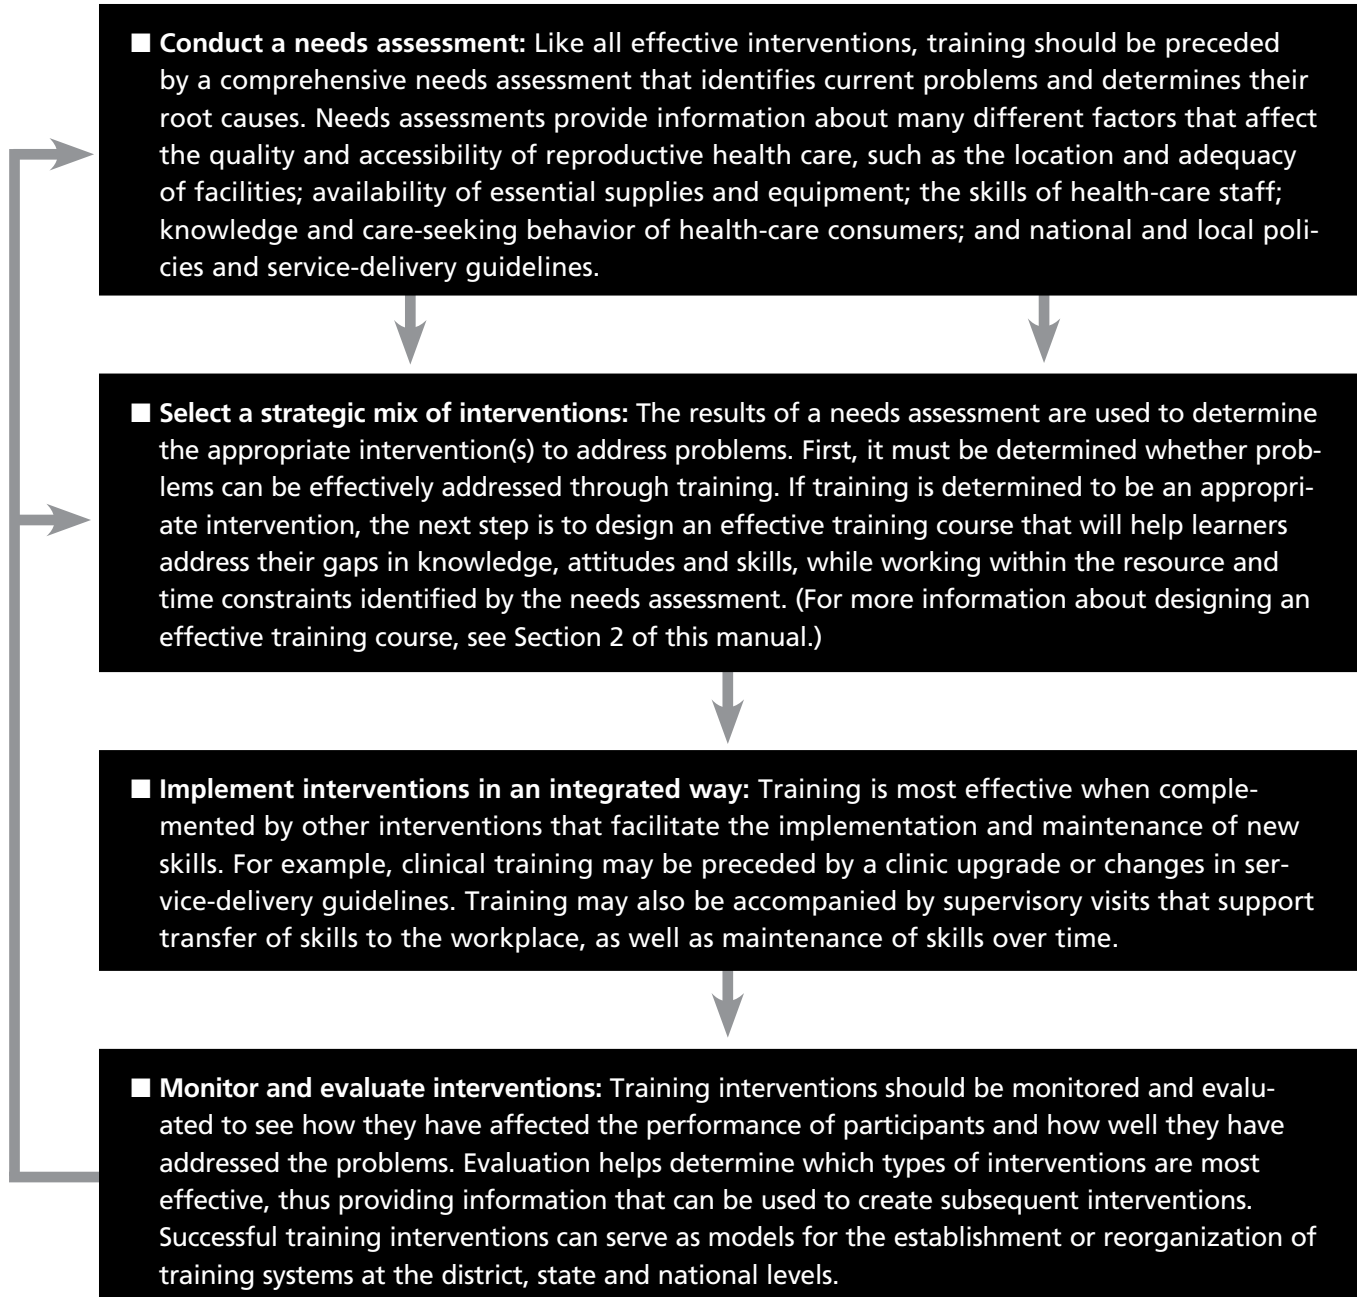 ■ Conduct a needs assessment: Like all effective interventions, training should be preceded
by a comprehensive needs assessment that identifies current problems and determines their
root causes. Needs assessments provide information about many different factors that affect
the quality and accessibility of reproductive health care, such as the location and adequacy
of facilities; availability of essential supplies and equipment; the skills of health-care staff;
knowledge and care-seeking behavior of health-care consumers; and national and local poli-
cies and service-delivery guidelines.
■ Select a strategic mix of interventions: The results of a needs assessment are used to determine
the appropriate intervention(s) to address problems. First, it must be determined whether prob-
lems can be effectively addressed through training. If training is determined to be an appropri-
ate intervention, the next step is to design an effective training course that will help learners
address their gaps in knowledge, attitudes and skills, while working within the resource and
time constraints identified by the needs assessment. (For more information about designing an
effective training course, see Section 2 of this manual.)
■ Implement interventions in an integrated way: Training is most effective when comple-
mented by other interventions that facilitate the implementation and maintenance of new
skills. For example, clinical training may be preceded by a clinic upgrade or changes in ser-
vice-delivery guidelines. Training may also be accompanied by supervisory visits that support
transfer of skills to the workplace, as well as maintenance of skills over time.
■ Monitor and evaluate interventions: Training interventions should be monitored and evalu-
ated to see how they have affected the performance of participants and how well they have
addressed the problems. Evaluation helps determine which types of interventions are most
effective, thus providing information that can be used to create subsequent interventions.
Successful training interventions can serve as models for the establishment or reorganization of
training systems at the district, state and national levels.